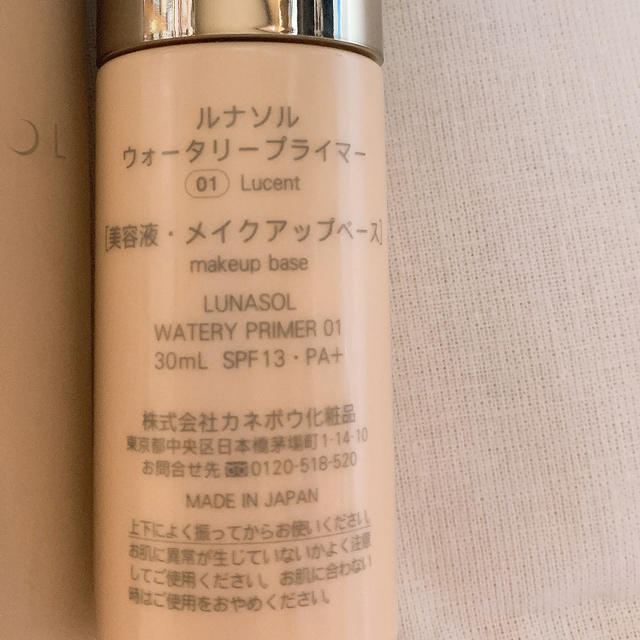 ルナソル
ウォータリープライマー
01 Lucent
[美容液・メイクアップベース]
makeup base
LUNASOL
WATERY PRIMER 01
30mL SPF13・PA+
株式会社カネボウ化粧品
東京都中央区日本橋茅場町1-14-10
お問合せ先 0120-518-520
MADE IN JAPAN
上下によく振ってからお使いください。
お肌に異常が生じていないかよく注意
してご使用ください。お肌に合わない
時はご使用をおやめください。
OL